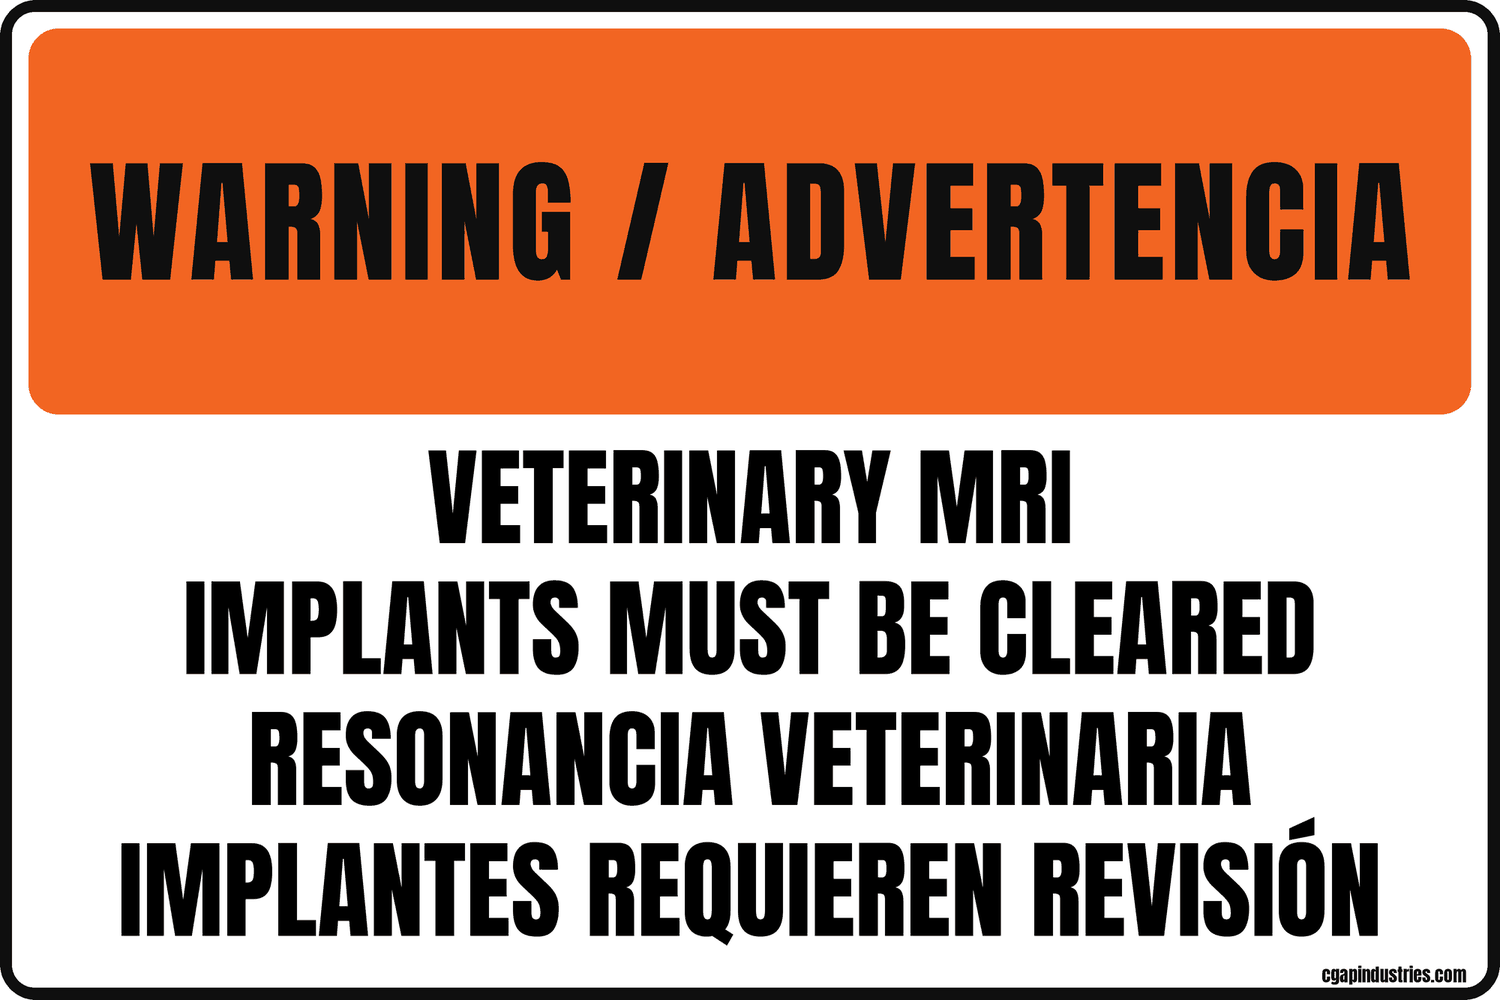 WARNING / ADVERTENCIA
VETERINARY MRI
IMPLANTS MUST BE CLEARED
RESONANCIA VETERINARIA
IMPLANTES REQUIEREN REVISIÓN
cgapindustries.com